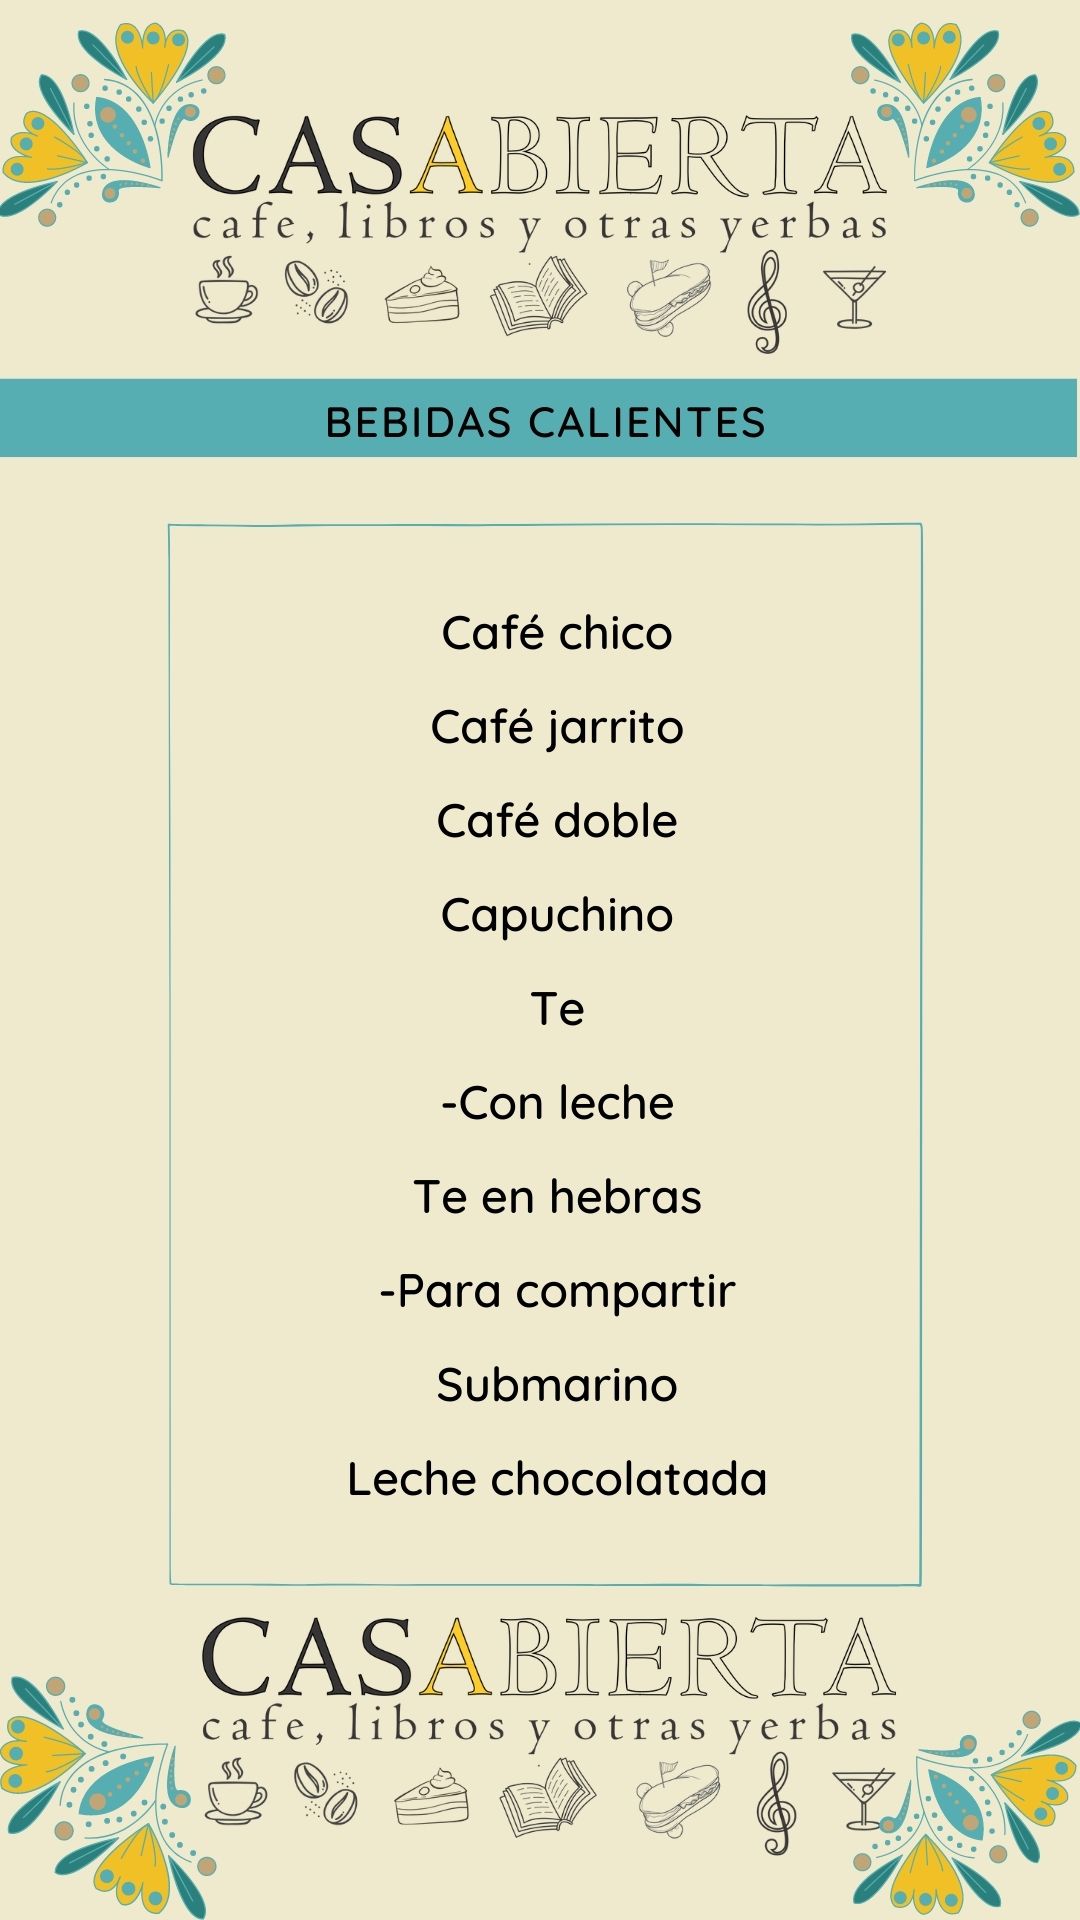 CASABIERTA
cafe, libros y otras yerbas
BEBIDAS CALIENTES
Café chico
Café jarrito
Café doble
Capuchino
Te
-Con leche
Te en hebras
-Para compartir
Submarino
Leche chocolatada
CASABIERTA
cafe, libros y otras yerbas